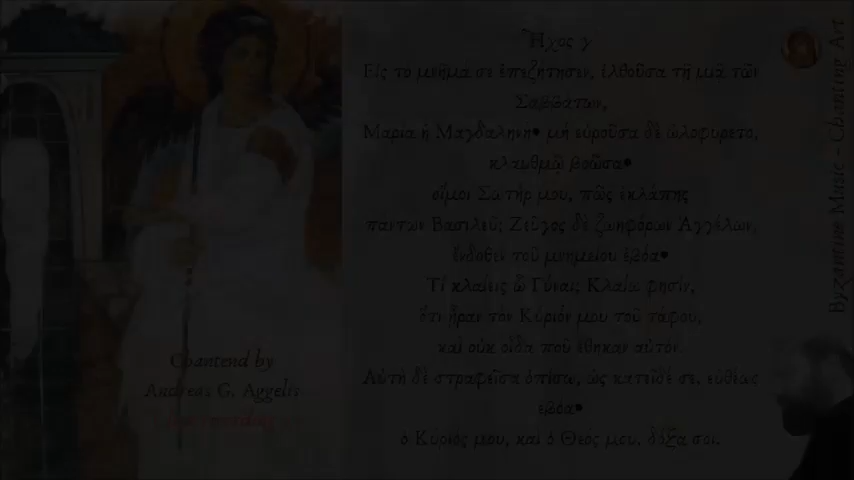 Ἦχος γ
Εἰς τὸ μνῆμά σε ἐπεζήτησεν, ἐλθοῦσα τῇ μιᾷ τῶν
Σαββάτων,
Μαρία ἡ Μαγδαληνή• μὴ εὑροῦσα δὲ ὠλοφύρετο,
κλαυθμῷ βοῶσα•
οἴμοι Σωτήρ μου, πῶς ἐκλάπης
πάντων Βασιλεῦ; Ζεῦγος δὲ ζωηφόρων Ἀγγέλων,
ἔνδοθεν τοῦ μνημείου ἐβόα•
Τί κλαίεις ὦ Γύναι; Κλαίω φησίν,
ὅτι ἦραν τὸν Κύριόν μου τοῦ τάφου,
καὶ οὐκ οἶδα ποῦ ἔθηκαν αὐτόν
Αὐτὴ δὲ στραφεῖσα ὀπίσω, ὡς κατεῖδέ σε, εὐθέως
ἐβόα•
ὁ Κύριός μου, καὶ ὁ Θεός μου, δόξα σοι.
Chantend by
Andreas G. Aggelis
Byzantine Music - Chanting Art